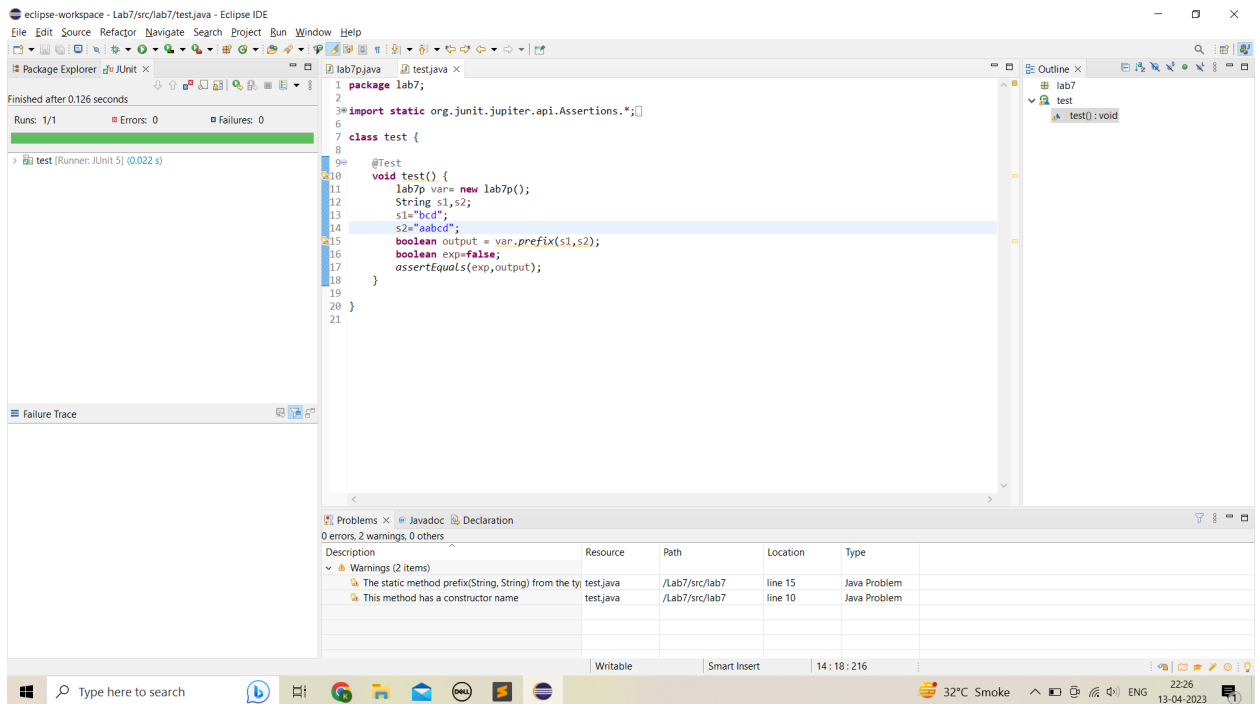 eclipse-workspace - Lab7/src/lab7/test.java - Eclipse IDE
File Edit Source Refactor Navigate Search Project Run Window Help
Package Explorer JUnit
Finished after 0.126 seconds
Runs: 1/1 Errors: 0 Failures: 0
test [Runner: JUnit 5] (0.022 s)
Failure Trace
lab7p.java test.java
1 package lab7;
2
3 import static org.junit.jupiter.api.Assertions.*;
6
7 class test {
8
9 @Test
10 void test() {
11 lab7p var= new lab7p();
12 String s1,s2;
13 s1="bcd";
14 s2="aabcd";
15 boolean output = var.prefix(s1,s2);
16 boolean exp=false;
17 assertEquals(exp,output);
18 }
19
20 }
21
Outline
lab7
test
test() : void
Problems Javadoc Declaration
0 errors, 2 warnings, 0 others
Description Resource Path Location Type
Warnings (2 items)
The static method prefix(String, String) from the ty test.java /Lab7/src/lab7 line 15 Java Problem
This method has a constructor name test.java /Lab7/src/lab7 line 10 Java Problem
Writable Smart Insert 14 : 18 : 216
Type here to search
DELL
32°C Smoke ENG 22:26
13-04-2023
1